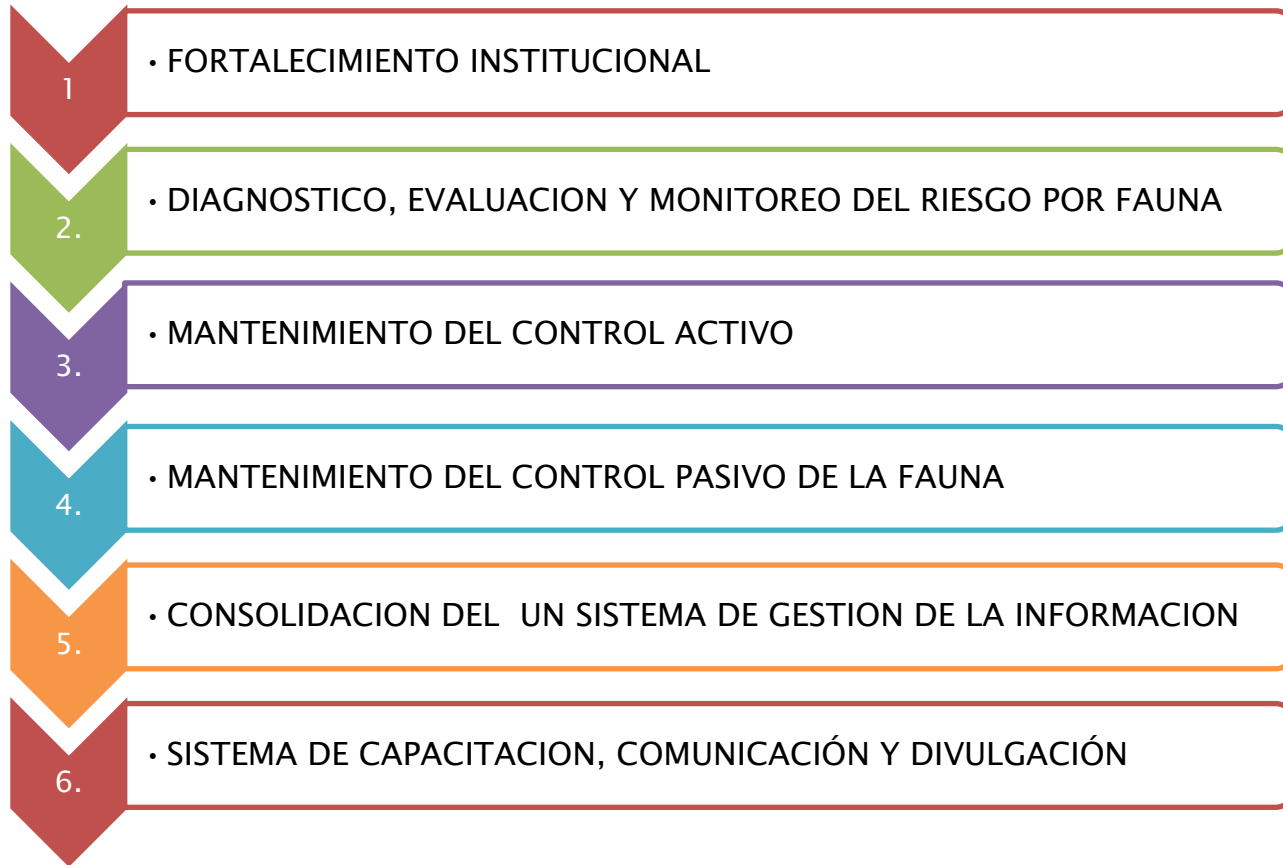 1
• FORTALECIMIENTO INSTITUCIONAL
2.
• DIAGNOSTICO, EVALUACION Y MONITOREO DEL RIESGO POR FAUNA
3.
• MANTENIMIENTO DEL CONTROL ACTIVO
4.
• MANTENIMIENTO DEL CONTROL PASIVO DE LA FAUNA
5.
• CONSOLIDACION DEL  UN SISTEMA DE GESTION DE LA INFORMACION
6.
• SISTEMA DE CAPACITACION, COMUNICACIÓN Y DIVULGACIÓN